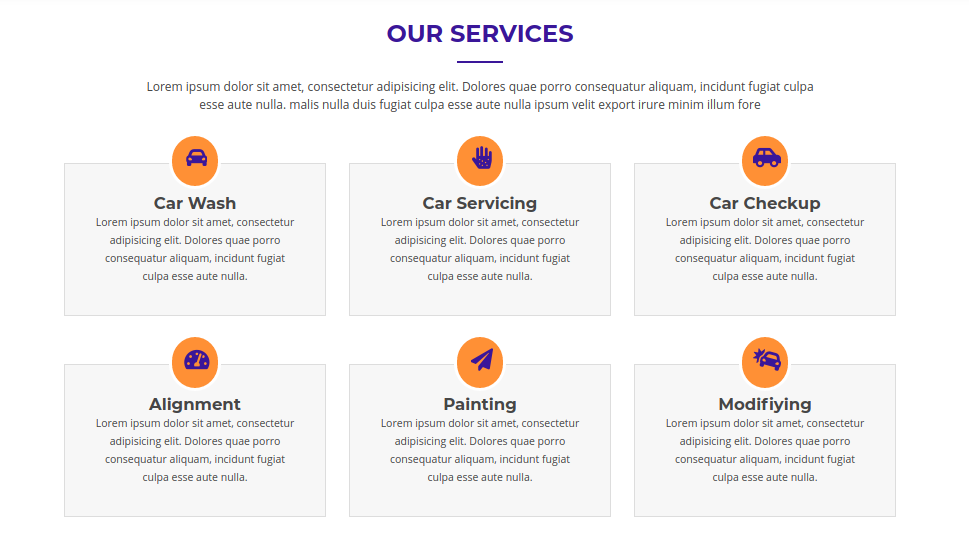 OUR SERVICES
Lorem ipsum dolor sit amet, consectetur adipisicing elit. Dolores quae porro consequatur aliquam, incidunt fugiat culpa
esse aute nulla. malis nulla duis fugiat culpa esse aute nulla ipsum velit export irure minim illum fore
Car Wash
Lorem ipsum dolor sit amet, consectetur
adipisicing elit. Dolores quae porro
consequatur aliquam, incidunt fugiat
culpa esse aute nulla.
Car Servicing
Lorem ipsum dolor sit amet, consectetur
adipisicing elit. Dolores quae porro
consequatur aliquam, incidunt fugiat
culpa esse aute nulla.
Car Checkup
Lorem ipsum dolor sit amet, consectetur
adipisicing elit. Dolores quae porro
consequatur aliquam, incidunt fugiat
culpa esse aute nulla.
Alignment
Lorem ipsum dolor sit amet, consectetur
adipisicing elit. Dolores quae porro
consequatur aliquam, incidunt fugiat
culpa esse aute nulla.
Painting
Lorem ipsum dolor sit amet, consectetur
adipisicing elit. Dolores quae porro
consequatur aliquam, incidunt fugiat
culpa esse aute nulla.
Modifiying
Lorem ipsum dolor sit amet, consectetur
adipisicing elit. Dolores quae porro
consequatur aliquam, incidunt fugiat
culpa esse aute nulla.